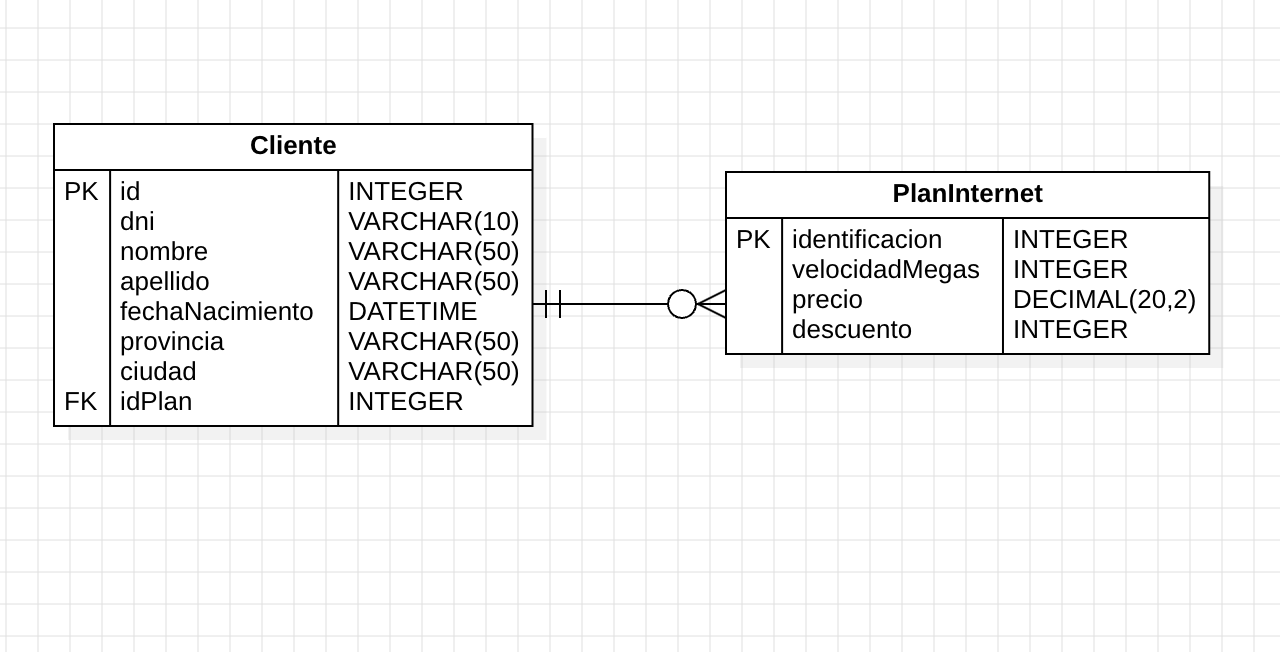 Cliente
PK id INTEGER
dni VARCHAR(10)
nombre VARCHAR(50)
apellido VARCHAR(50)
fechaNacimiento DATETIME
provincia VARCHAR(50)
ciudad VARCHAR(50)
FK idPlan INTEGER
PlanInternet
PK identificacion INTEGER
velocidadMegas INTEGER
precio DECIMAL(20,2)
descuento INTEGER